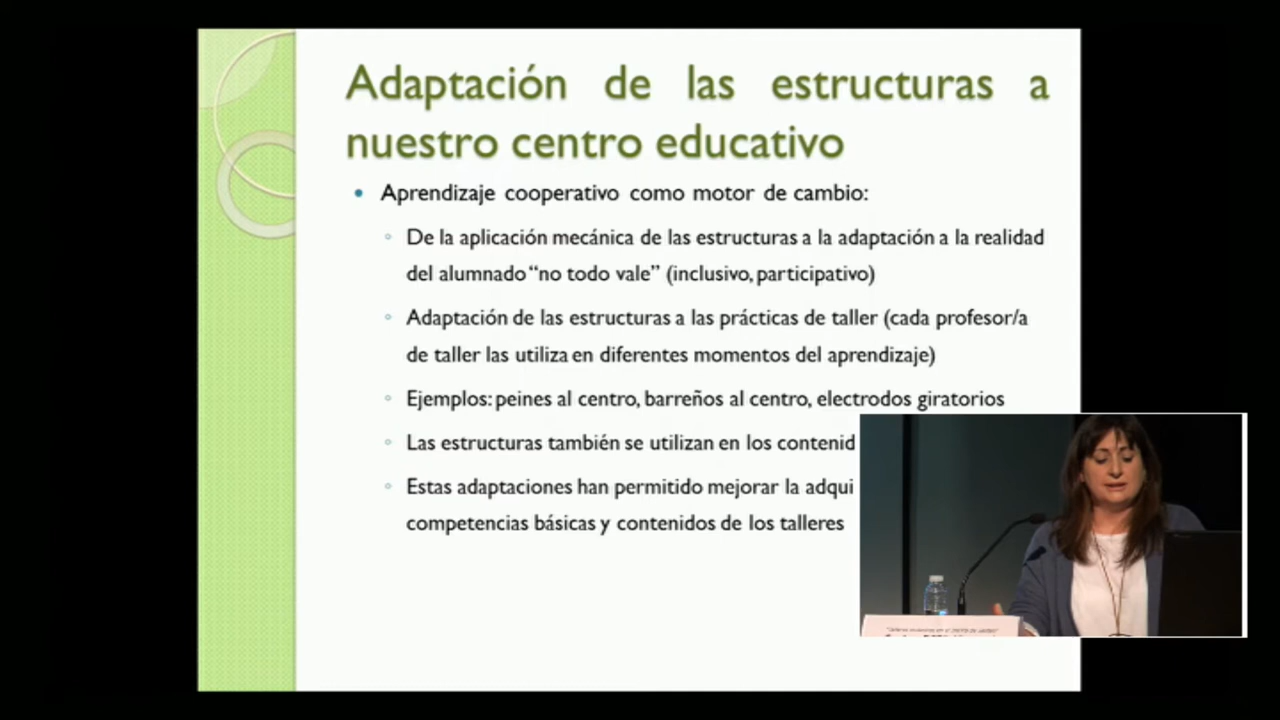 Adaptación de las estructuras a
nuestro centro educativo
• Aprendizaje cooperativo como motor de cambio:
◦ De la aplicación mecánica de las estructuras a la adaptación a la realidad
del alumnado “no todo vale” (inclusivo, participativo)
◦ Adaptación de las estructuras a las prácticas de taller (cada profesor/a
de taller las utiliza en diferentes momentos del aprendizaje)
◦ Ejemplos: peines al centro, barreños al centro, electrodos giratorios
◦ Las estructuras también se utilizan en los contenid
◦ Estas adaptaciones han permitido mejorar la adqui
competencias básicas y contenidos de los talleres